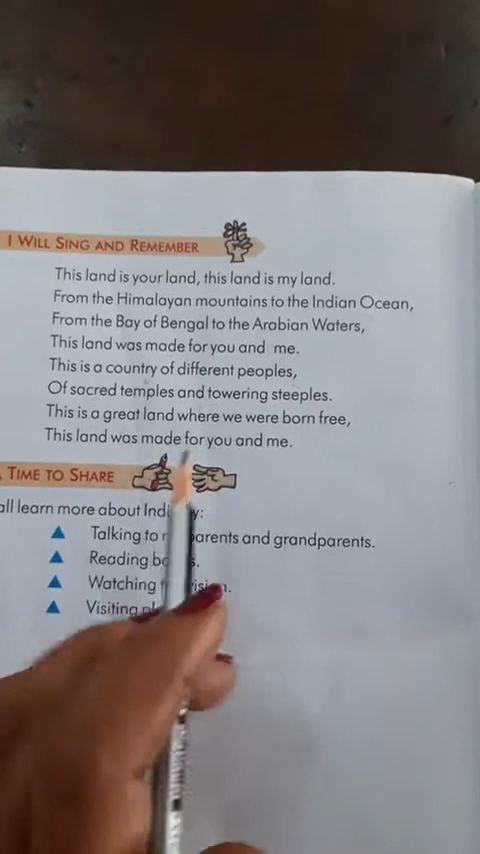 I WILL SING AND REMEMBER
This land is your land, this land is my land.
From the Himalayan mountains to the Indian Ocean,
From the Bay of Bengal to the Arabian Waters,
This land was made for you and me.
This is a country of different peoples,
Of sacred temples and towering steeples.
This is a great land where we were born free,
This land was made for you and me.
TIME TO SHARE
all learn more about by:
Talking to parents and grandparents.
Reading
Watching
Visiting